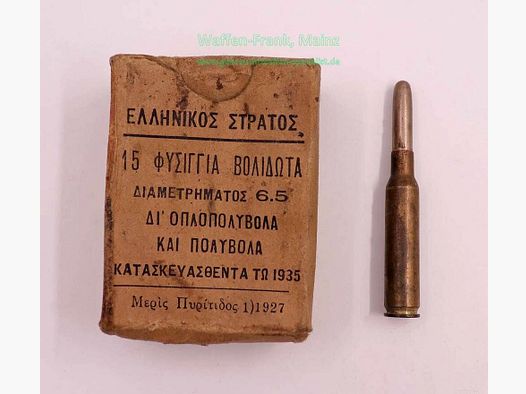 Waffen-Frank, Mainz
ΕΛΛΗΝΙΚΟΣ ΣΤΡΑΤΟΣ
15 ΦΥΣΙΓΓΙΑ ΒΟΛΙΔΩΤΑ
ΔΙΑΜΕΤΡΗΜΑΤΟΣ 6.5
ΔΙ' ΟΠΛΟΠΟΛΥΒΟΛΑ
ΚΑΙ ΠΟΛΥΒΟΛΑ
ΚΑΤΑΣΚΕΥΑΣΘΕΝΤΑ ΤΩ 1935
Μερὶς Πυρίτιδος 1)1927